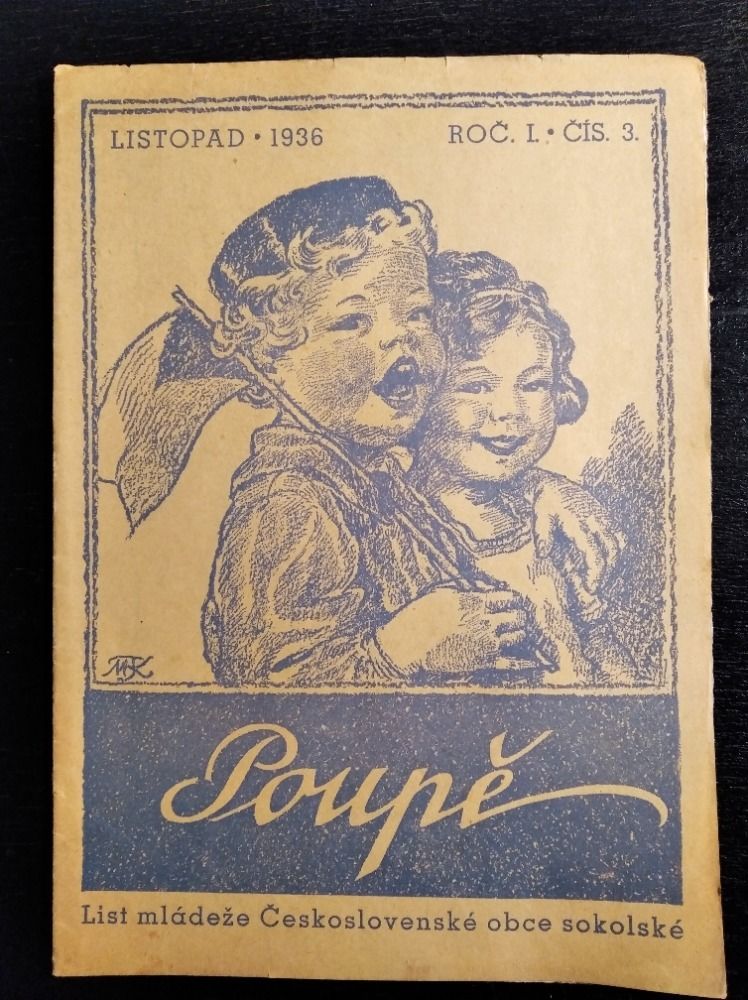 LISTOPAD • 1936 ROČ. I. • ČÍS. 3.
Poupě
List mládeže Československé obce sokolské